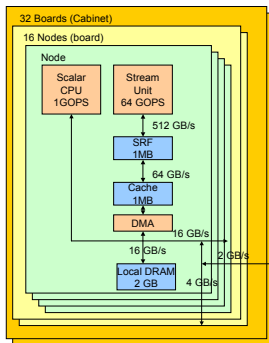 32 Boards (Cabinet)
16 Nodes (board)
Node
Scalar
CPU
1GOPS
Stream
Unit
64 GOPS
512 GB/s
SRF
1MB
64 GB/s
Cache
1MB
DMA
16 GB/s
16 GB/s
2 GB/s
Local DRAM
2 GB
4 GB/s